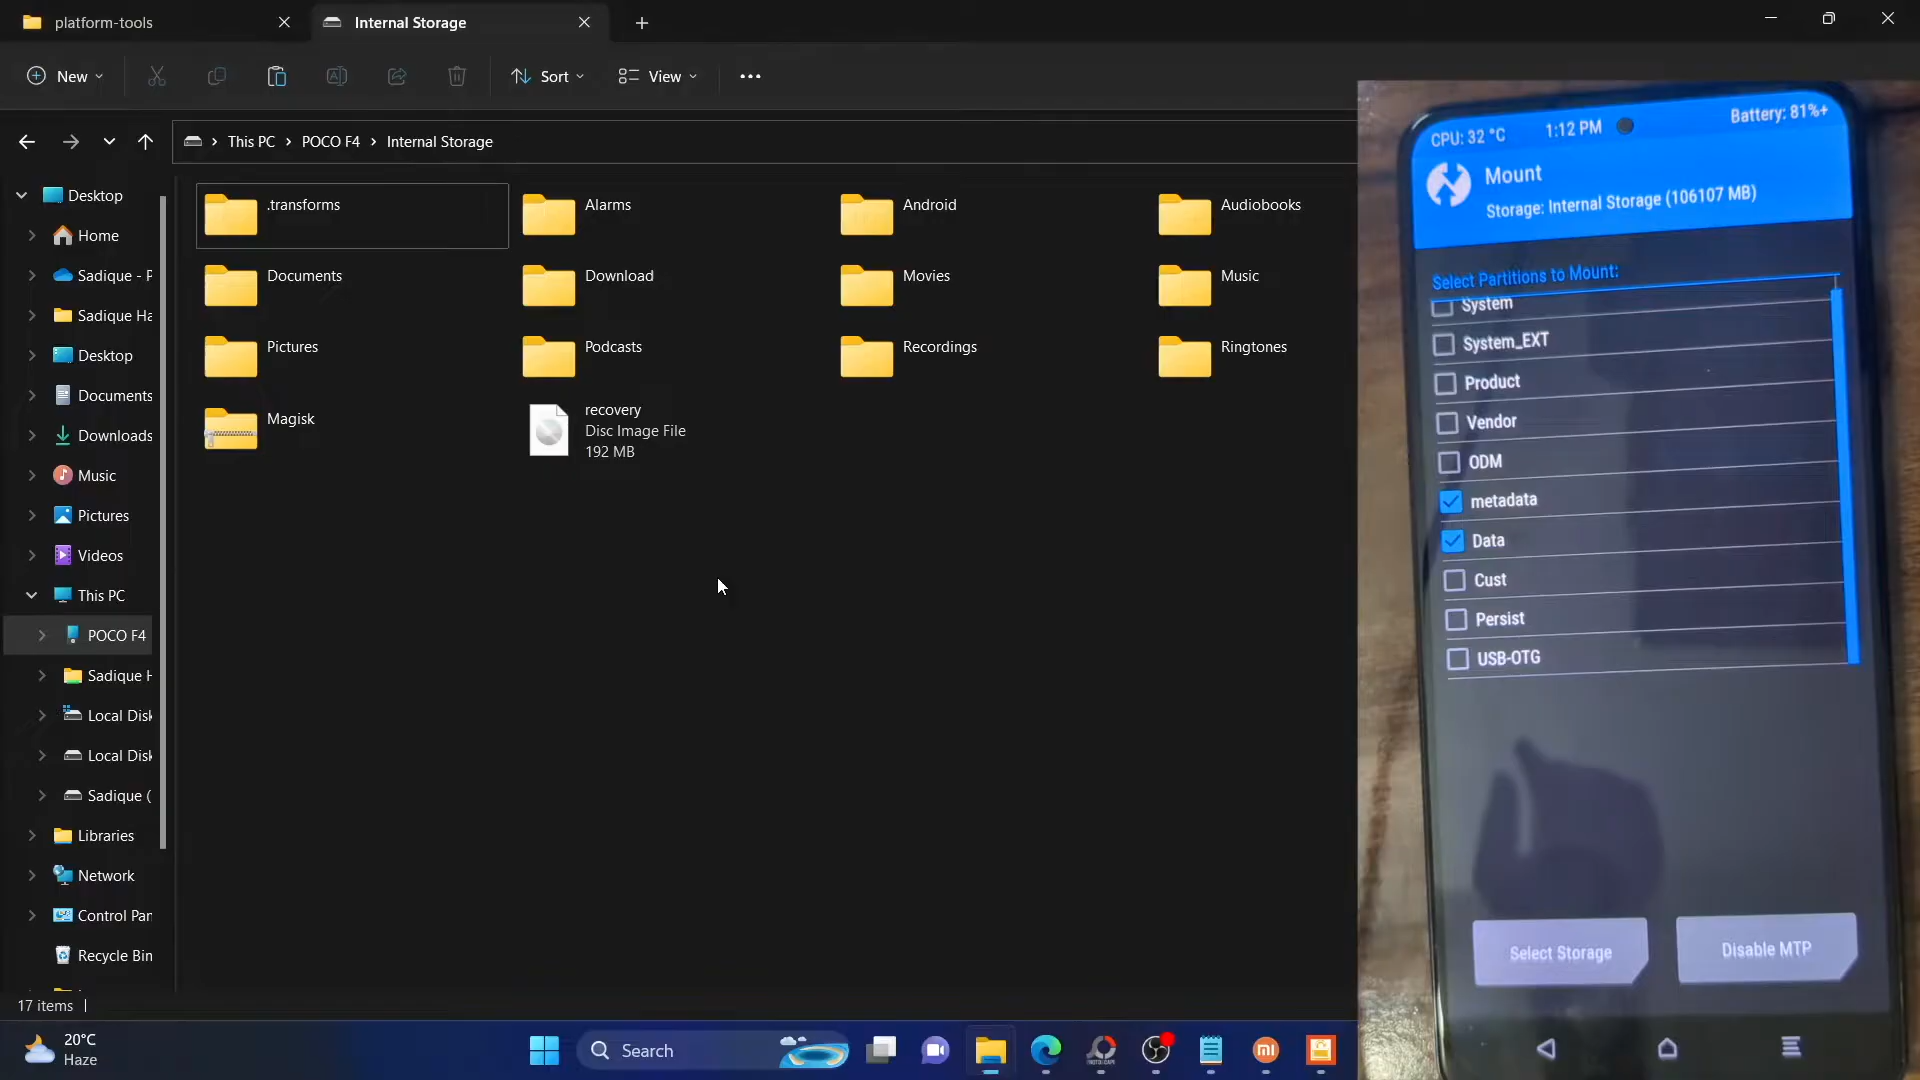 platform-tools
Internal Storage
New
Sort
View
This PC
POCO F4
Internal Storage
Desktop
Home
Sadique - P
Sadique Ha
Desktop
Documents
Downloads
Music
Pictures
Videos
This PC
POCO F4
Sadique H
Local Disk
Local Disk
Sadique (
Libraries
Network
Control Pan
Recycle Bin
.transforms
Alarms
Android
Audiobooks
Documents
Download
Movies
Music
Pictures
Podcasts
Recordings
Ringtones
Magisk
recovery
Disc Image File
192 MB
17 items
20°C
Haze
Search
mi
CPU: 32 °C
1:12 PM
Battery: 81%+
Mount
Storage: Internal Storage (106107 MB)
Select Partitions to Mount:
System
System_EXT
Product
Vendor
ODM
metadata
Data
Cust
Persist
USB-OTG
Select Storage
Disable MTP